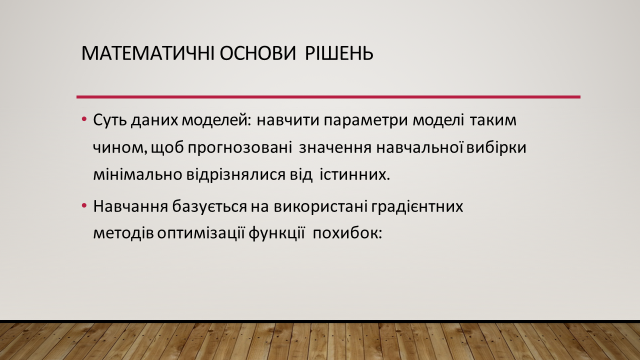 МАТЕМАТИЧНІ ОСНОВИ РІШЕНЬ
• Суть даних моделей: навчити параметри моделі таким
чином, щоб прогнозовані значення навчальної вибірки
мінімально відрізнялися від істинних.
• Навчання базується на використані градієнтних
методів оптимізації функції похибок: